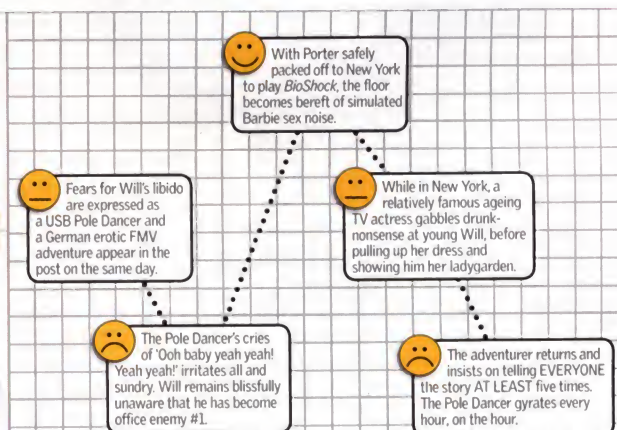 Fears for Will's libido
are expressed as
a USB Pole Dancer and
a German erotic FMV
adventure appear in the
post on the same day.
The Pole Dancer's cries
of 'Ooh baby yeah yeah!
Yeah yeah!' irritates all and
sundry. Will remains blissfully
unaware that he has become
office enemy #1.
With Porter safely
packed off to New York
to play BioShock, the floor
becomes bereft of simulated
Barbie sex noise.
While in New York, a
relatively famous ageing
TV actress gabbles drunk-
nonsense at young Will, before
pulling up her dress and
showing him her ladygarden.
The adventurer returns and
insists on telling EVERYONE
the story AT LEAST five times.
The Pole Dancer gyrates every
hour, on the hour.